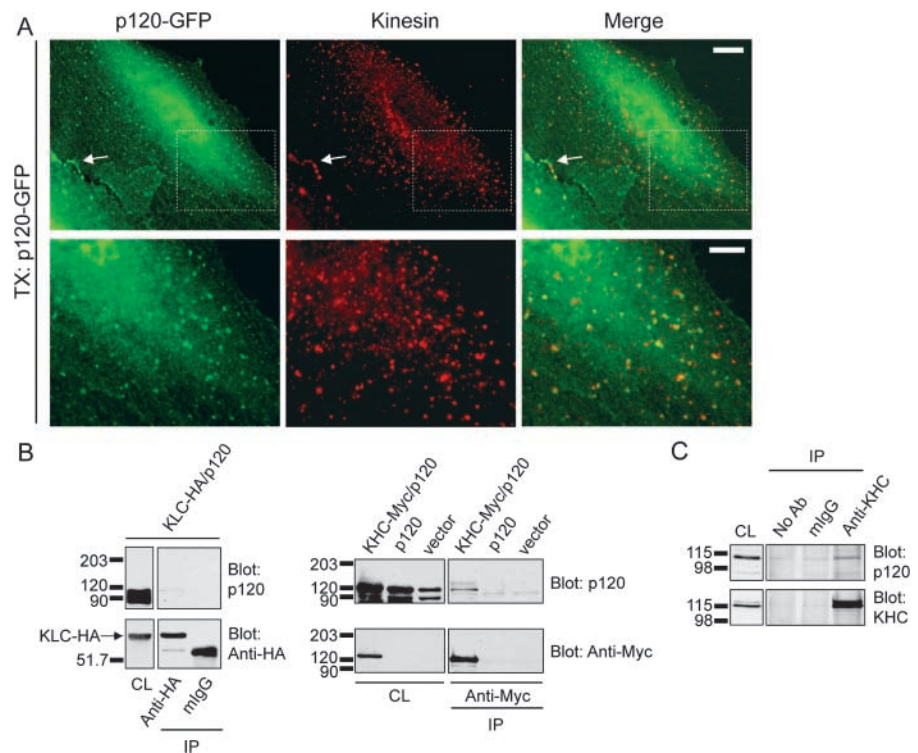 A
p120-GFP
Kinesin
Merge
TX: p120-GFP
B
KLC-HA/p120
203
120
90
Blot:
p120
KLC-HA
51.7
Blot:
Anti-HA
CL
Anti-HA
mIgG
IP
KHC-Myc/p120
p120
vector
KHC-Myc/p120
p120
vector
203
120
90
Blot: p120
203
120
90
Blot: Anti-Myc
CL
Anti-Myc
IP
C
IP
CL
No Ab
mIgG
Anti-KHC
115
98
Blot:
p120
115
98
Blot:
KHC